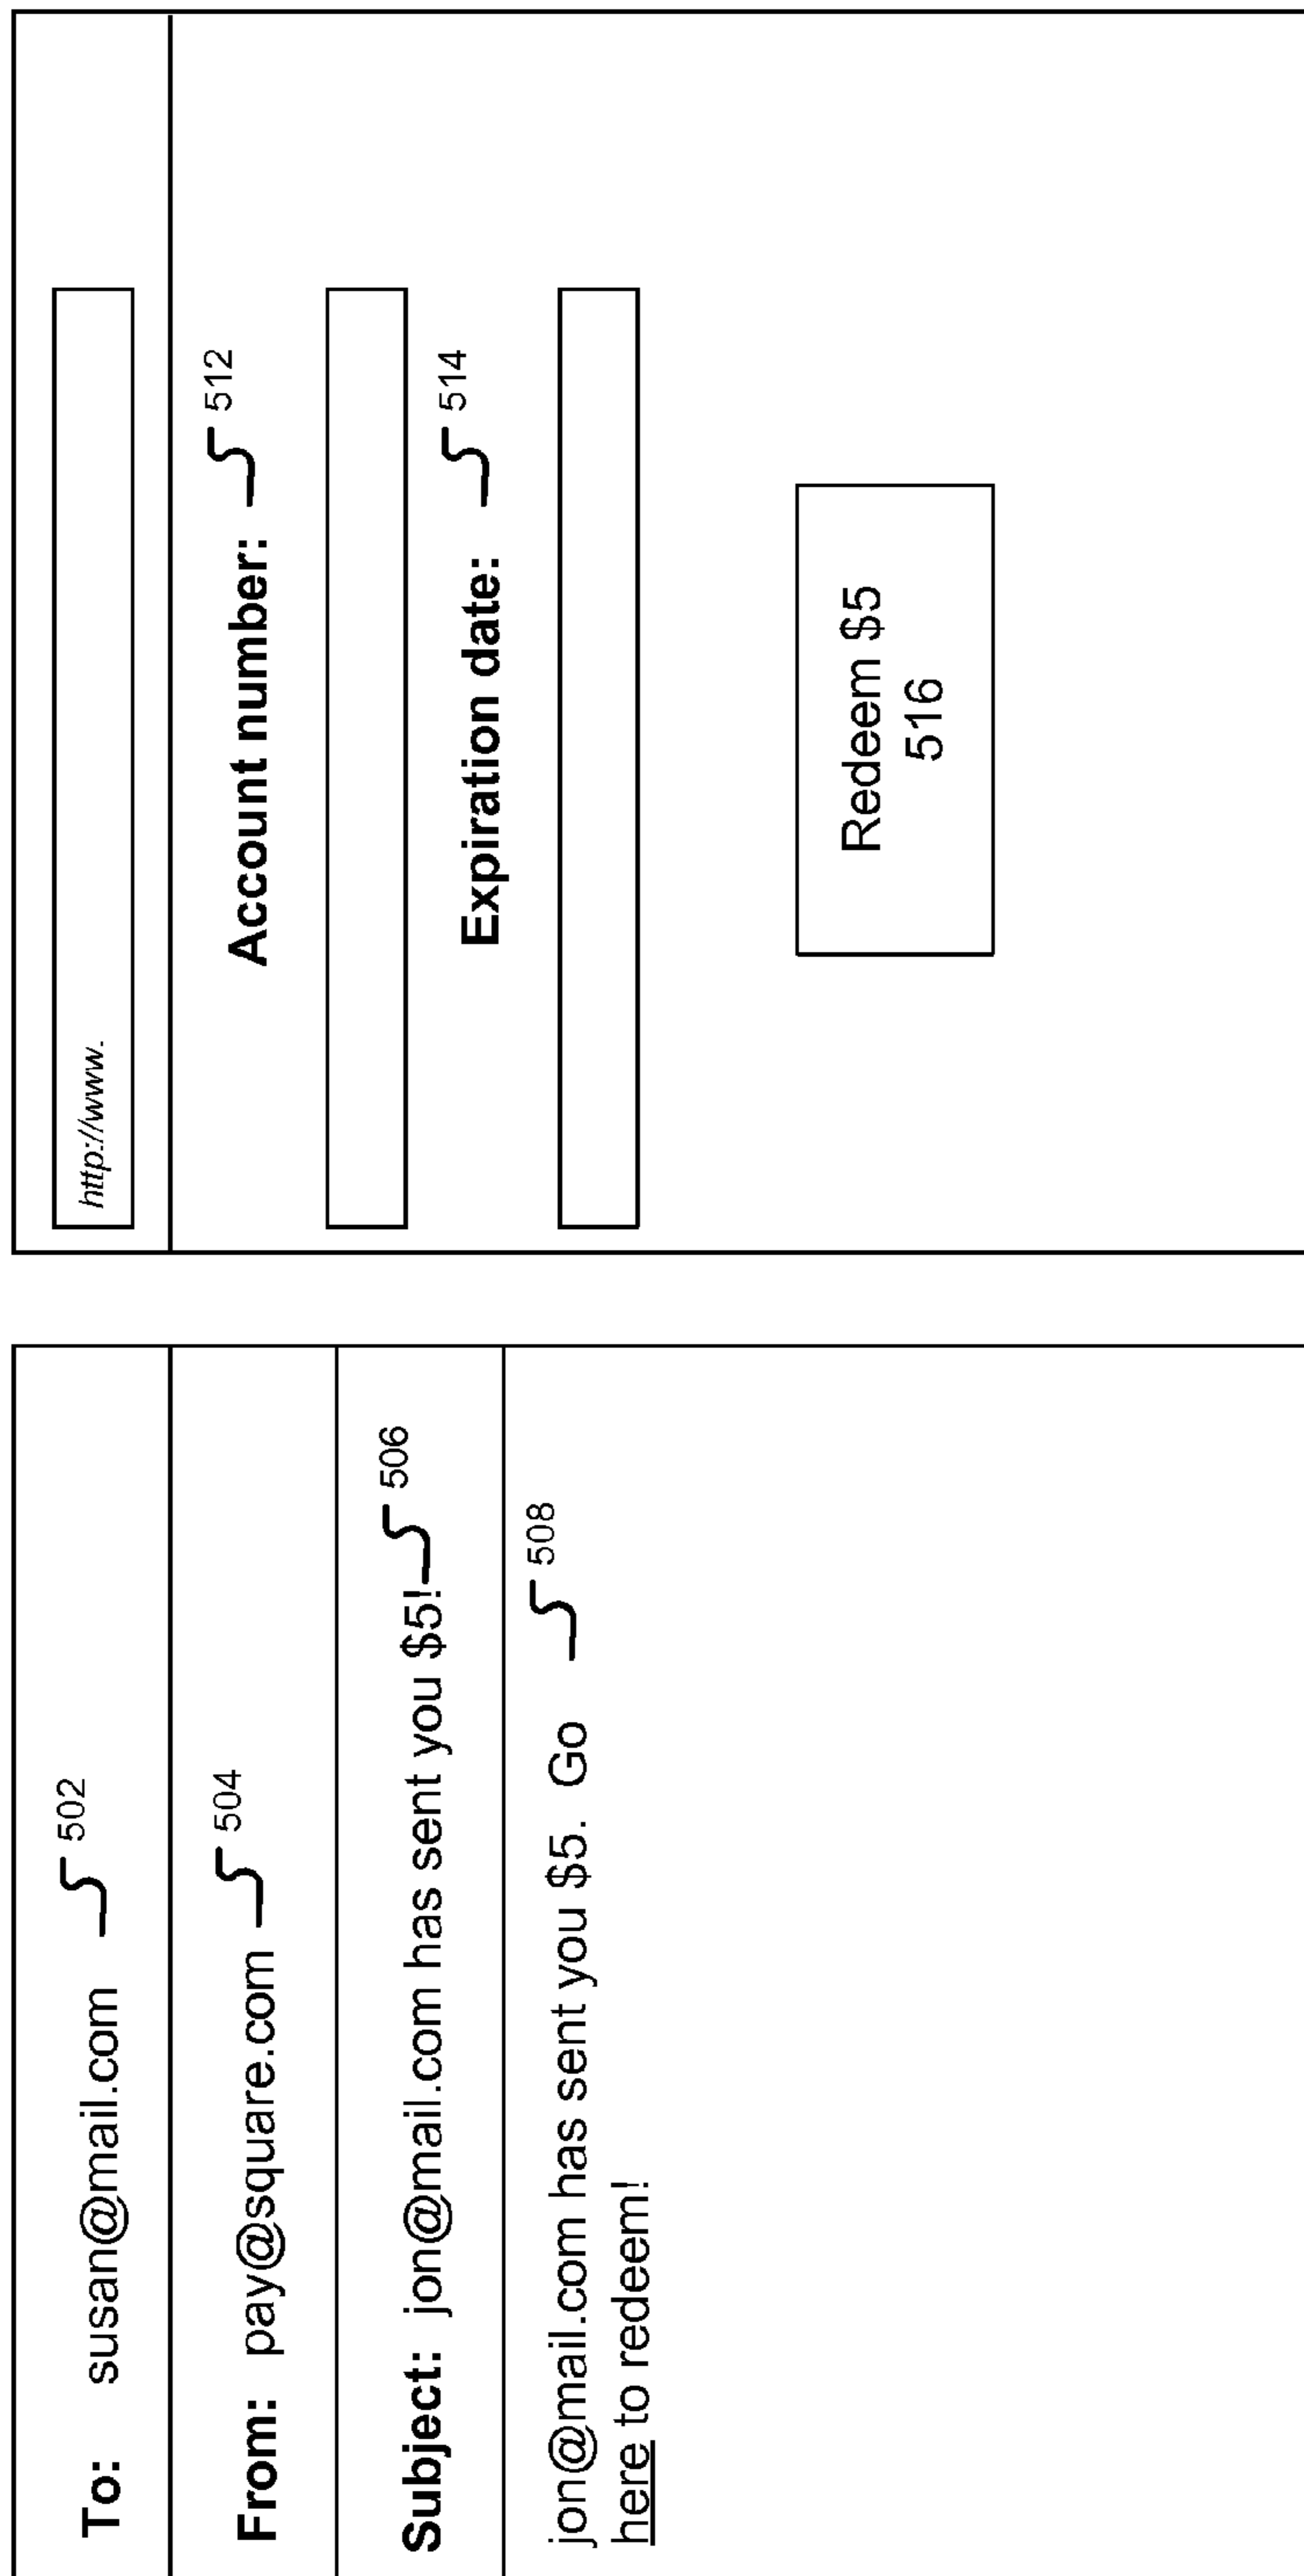 To: susan@mail.com 502
From: pay@square.com 504
Subject: jon@mail.com has sent you $5! 506
jon@mail.com has sent you $5. Go 508
here to redeem!
http://www.
Account number: 512
Expiration date: 514
Redeem $5
516